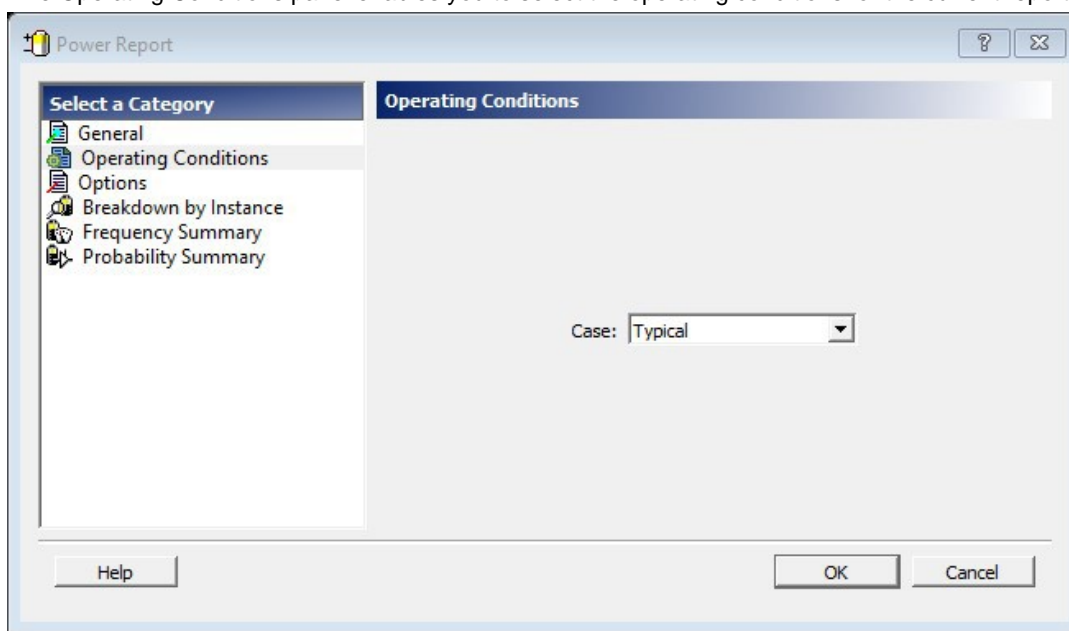 Power Report
Select a Category
General
Operating Conditions
Options
Breakdown by Instance
Frequency Summary
Probability Summary
Operating Conditions
Case: Typical
Help
OK
Cancel